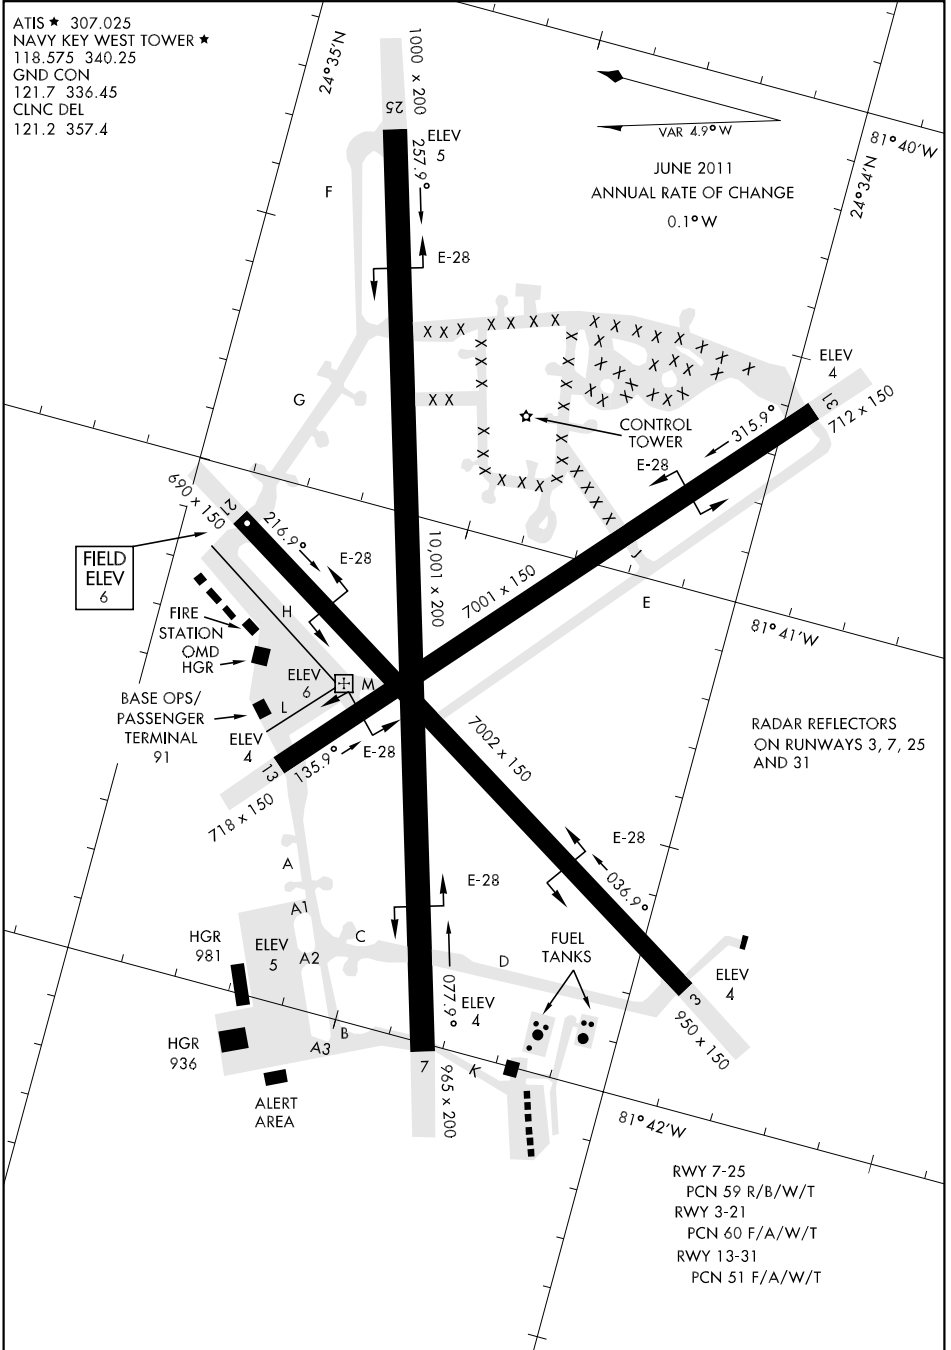 ATIS ★ 307.025
NAVY KEY WEST TOWER ★
118.575 340.25
GND CON
121.7 336.45
CLNC DEL
121.2 357.4
24°35'N
1000 x 200
25
ELEV
5
257.9°
VAR 4.9° W
81°40'W
JUNE 2011
ANNUAL RATE OF CHANGE
0.1° W
24°34'N
F
E-28
X X X X X X X X X X X X X X
ELEV
4
31
712 x 150
G
X X
CONTROL
TOWER
315.9°
E-28
690 x 150
21
216.9°
E-28
10,001 x 200
7001 x 150
J
E
FIELD
ELEV
6
H
FIRE
STATION
OMD
HGR
81°41'W
ELEV
6
M
L
BASE OPS/
PASSENGER
TERMINAL
91
ELEV
4
13
135.9°
E-28
718 x 150
7002 x 150
RADAR REFLECTORS
ON RUNWAYS 3, 7, 25
AND 31
A
E-28
036.9°
E-28
A1
HGR
981
ELEV
5
A2
C
D
FUEL
TANKS
077.9°
ELEV
4
ELEV
4
3
950 x 150
HGR
936
A3
B
7
K
965 x 200
ALERT
AREA
81°42'W
RWY 7-25
PCN 59 R/B/W/T
RWY 3-21
PCN 60 F/A/W/T
RWY 13-31
PCN 51 F/A/W/T